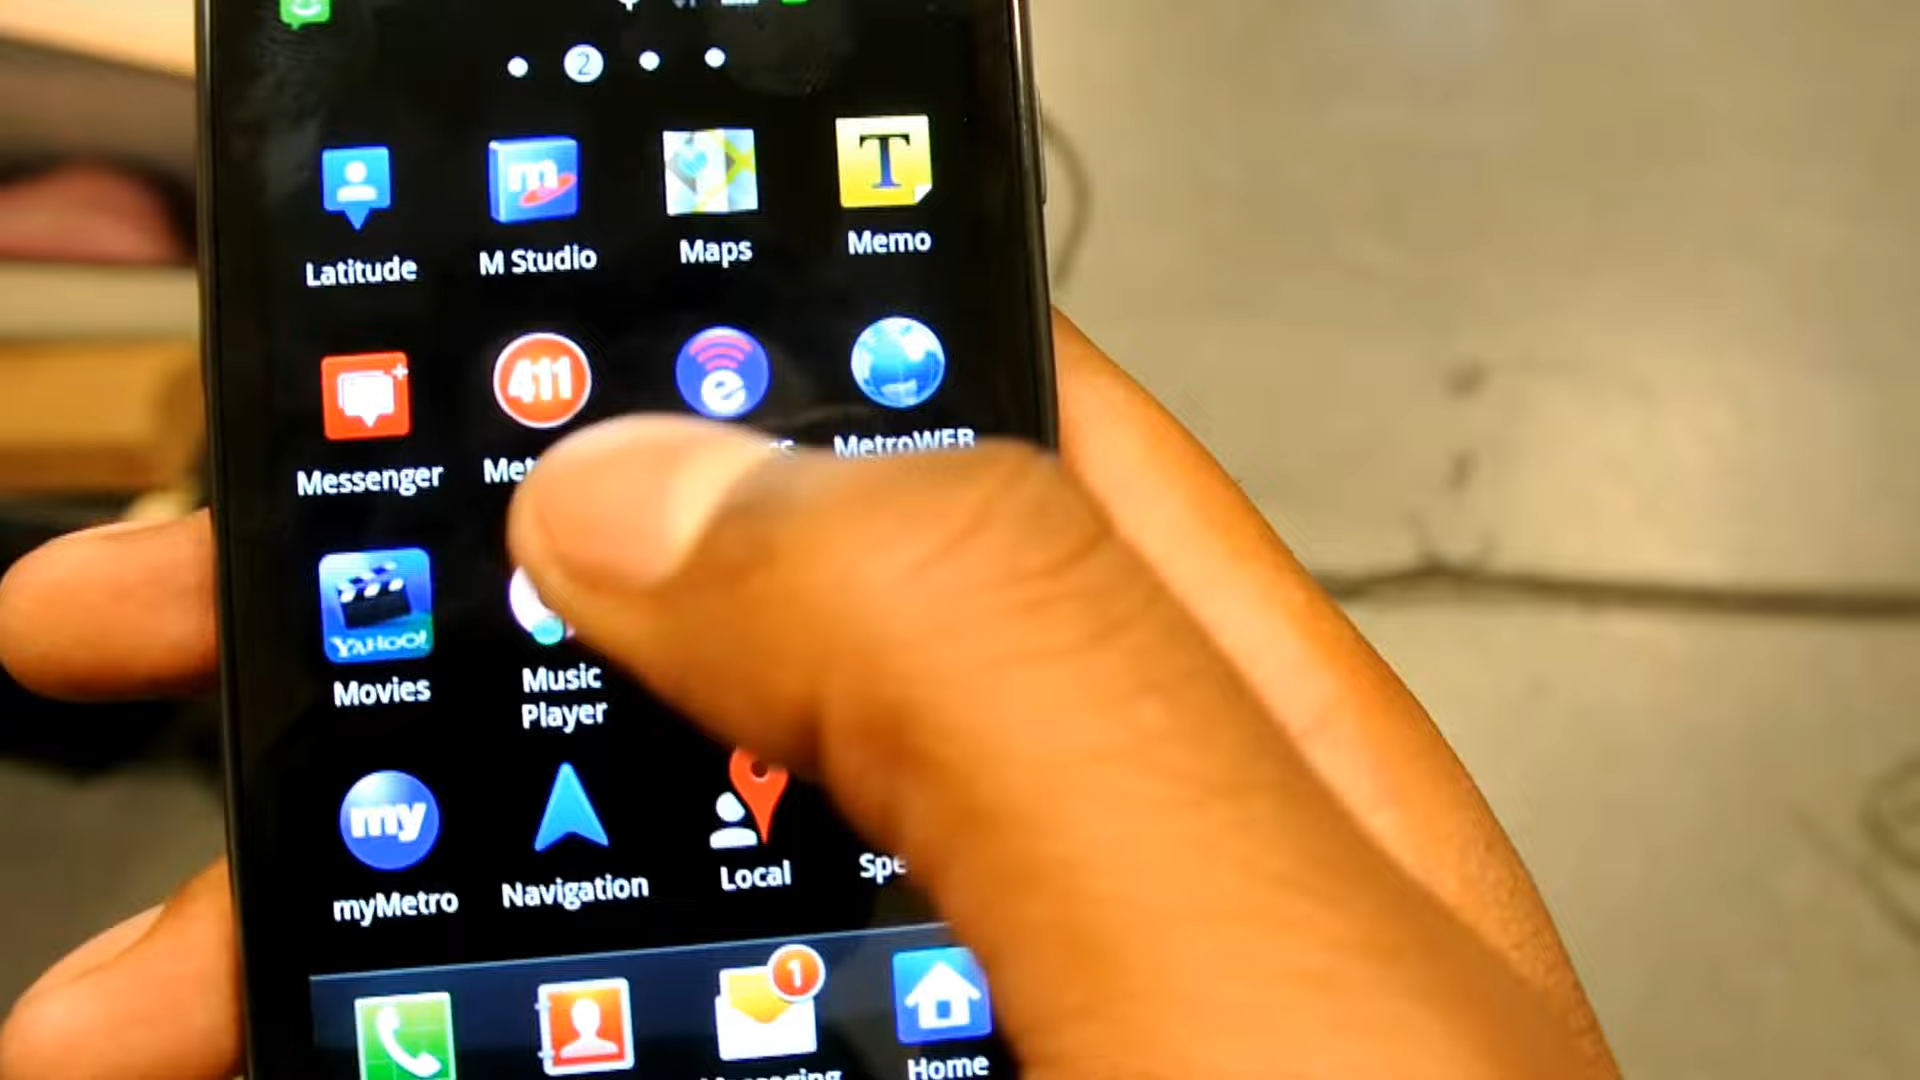 2
m
T
Latitude
M Studio
Maps
Memo
411
e
Messenger
MetroWEB
YAHOO!
Movies
Music
Player
my
myMetro
Navigation
Local
1
Home